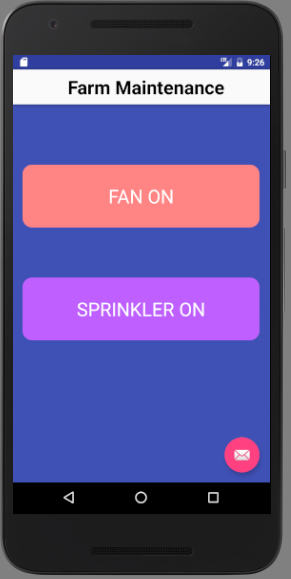 9:26
Farm Maintenance
FAN ON
SPRINKLER ON